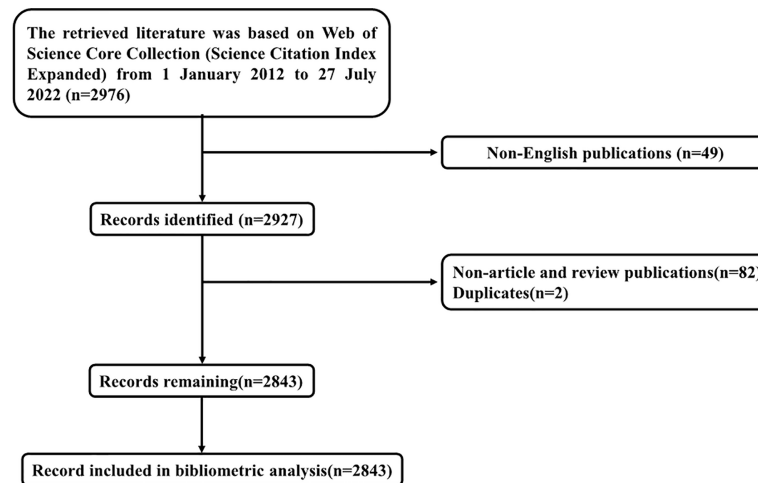 The retrieved literature was based on Web of
Science Core Collection (Science Citation Index
Expanded) from 1 January 2012 to 27 July
2022 (n=2976)
Non-English publications (n=49)
Records identified (n=2927)
Non-article and review publications(n=82)
Duplicates(n=2)
Records remaining(n=2843)
Record included in bibliometric analysis(n=2843)